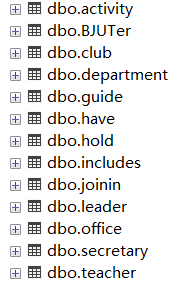 dbo.activity
dbo.BJUTer
dbo.club
dbo.department
dbo.guide
dbo.have
dbo.hold
dbo.includes
dbo.joinin
dbo.leader
dbo.office
dbo.secretary
dbo.teacher